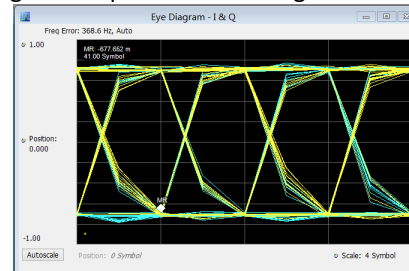 Eye Diagram - I & Q
Freq Error: 368.6 Hz, Auto
1.00
MR: -677.652 m
41.00 Symbol
Position:
0.000
MR
-1.00
Autoscale
Position: 0 Symbol
Scale: 4 Symbol